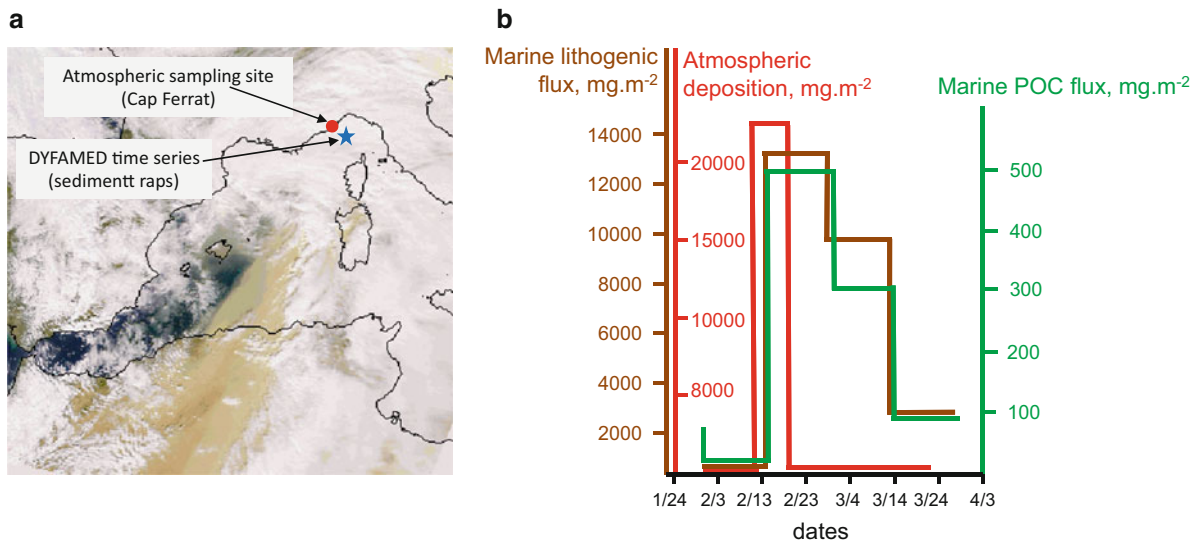 a
Atmospheric sampling site
(Cap Ferrat)
DYFAMED time series
(sedimentt raps)
b
Marine lithogenic
flux, mg.m-2
Atmospheric
deposition, mg.m-2
Marine POC flux, mg.m-2
14000
12000
10000
8000
6000
4000
2000
20000
15000
10000
8000
500
400
300
200
100
1/24 2/3 2/13 2/23 3/4 3/14 3/24 4/3
dates